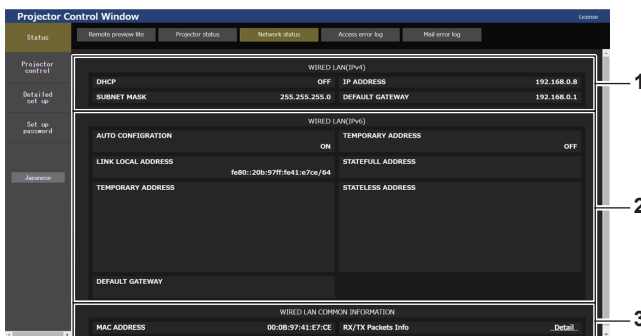 Projector Control Window
License
Status
Remote preview lite
Projector status
Network status
Access error log
Mail error log
Projector
control
Detailed
set up
Set up
password
Japanese
WIRED LAN(IPv4)
DHCP OFF IP ADDRESS 192.168.0.8
SUBNET MASK 255.255.255.0 DEFAULT GATEWAY 192.168.0.1
1
WIRED LAN(IPv6)
AUTO CONFIGRATION TEMPORARY ADDRESS
ON OFF
LINK LOCAL ADDRESS STATEFULL ADDRESS
fe80::20b:97ff:fe41:e7ce/64
TEMPORARY ADDRESS STATELESS ADDRESS
2
DEFAULT GATEWAY
WIRED LAN COMMON INFORMATION
3
MAC ADDRESS 00:0B:97:41:E7:CE RX/TX Packets Info Detail